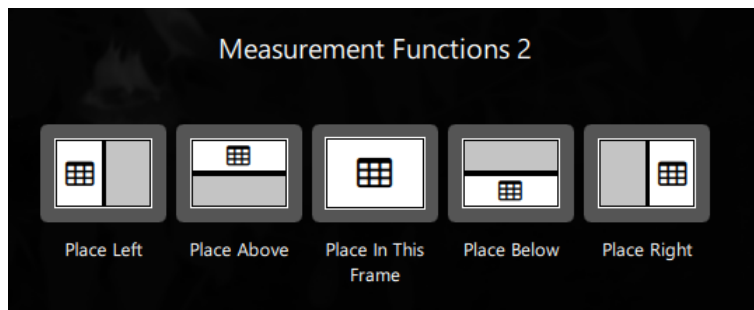 Measurement Functions 2
Place Left
Place Above
Place In This
Frame
Place Below
Place Right